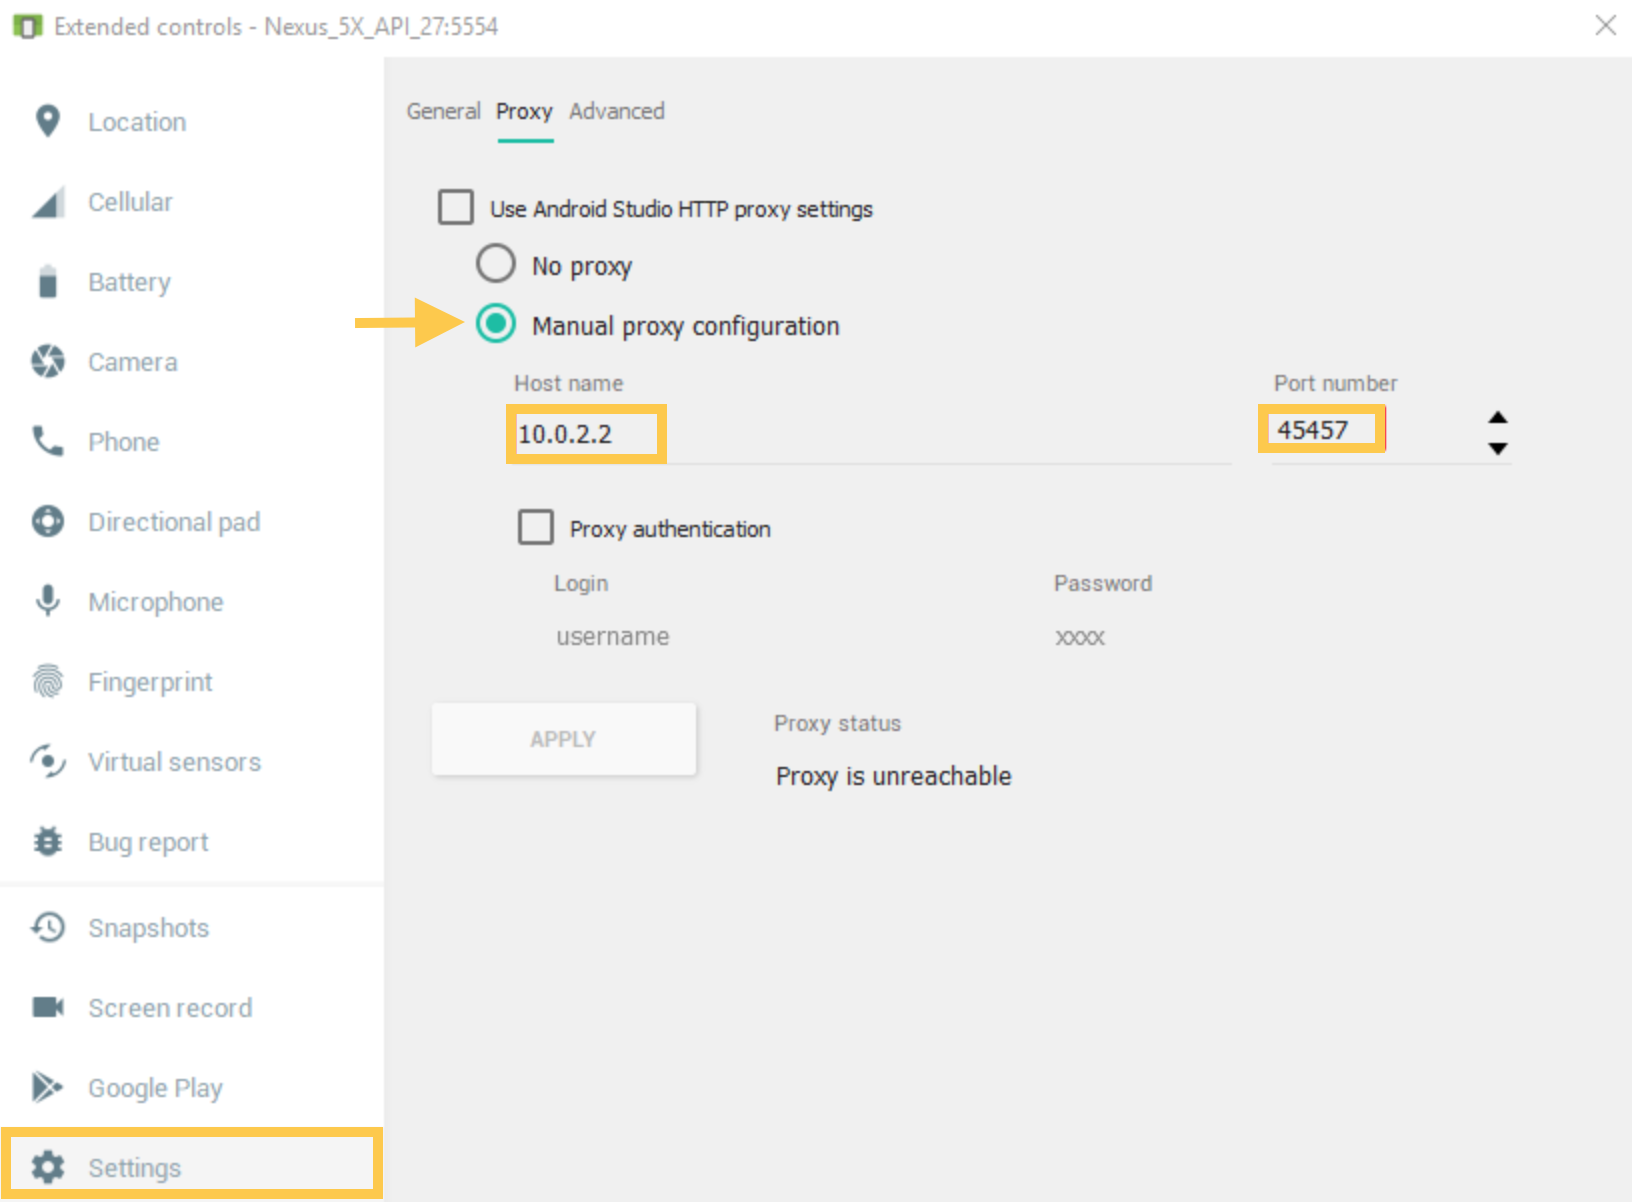 Extended controls - Nexus_5X_API_27:5554
Location
Cellular
Battery
Camera
Phone
Directional pad
Microphone
Fingerprint
Virtual sensors
Bug report
Snapshots
Screen record
Google Play
Settings
General Proxy Advanced
Use Android Studio HTTP proxy settings
No proxy
Manual proxy configuration
Host name Port number
10.0.2.2 45457
Proxy authentication
Login Password
username xxxx
APPLY Proxy status
Proxy is unreachable